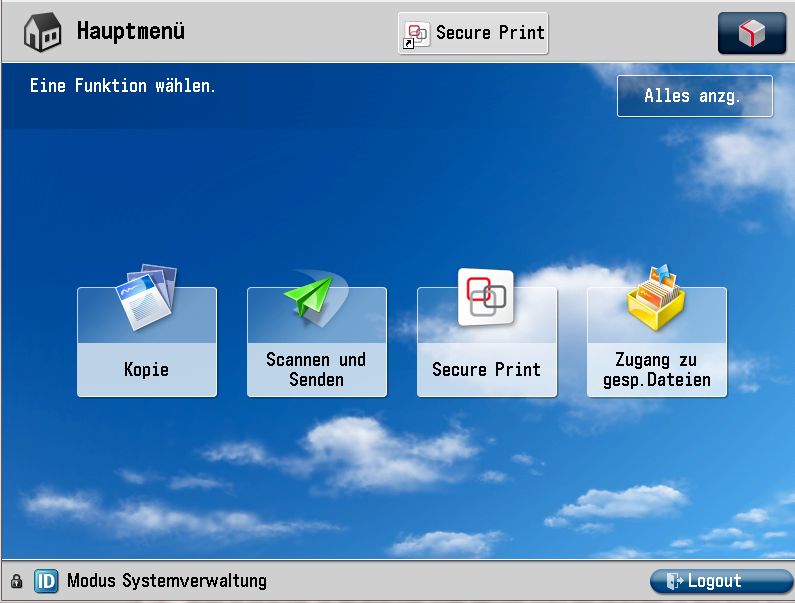 Hauptmenü
Secure Print
Eine Funktion wählen.
Alles anzg.
Kopie
Scannen und
Senden
Secure Print
Zugang zu
gesp.Dateien
ID
Modus Systemverwaltung
Logout